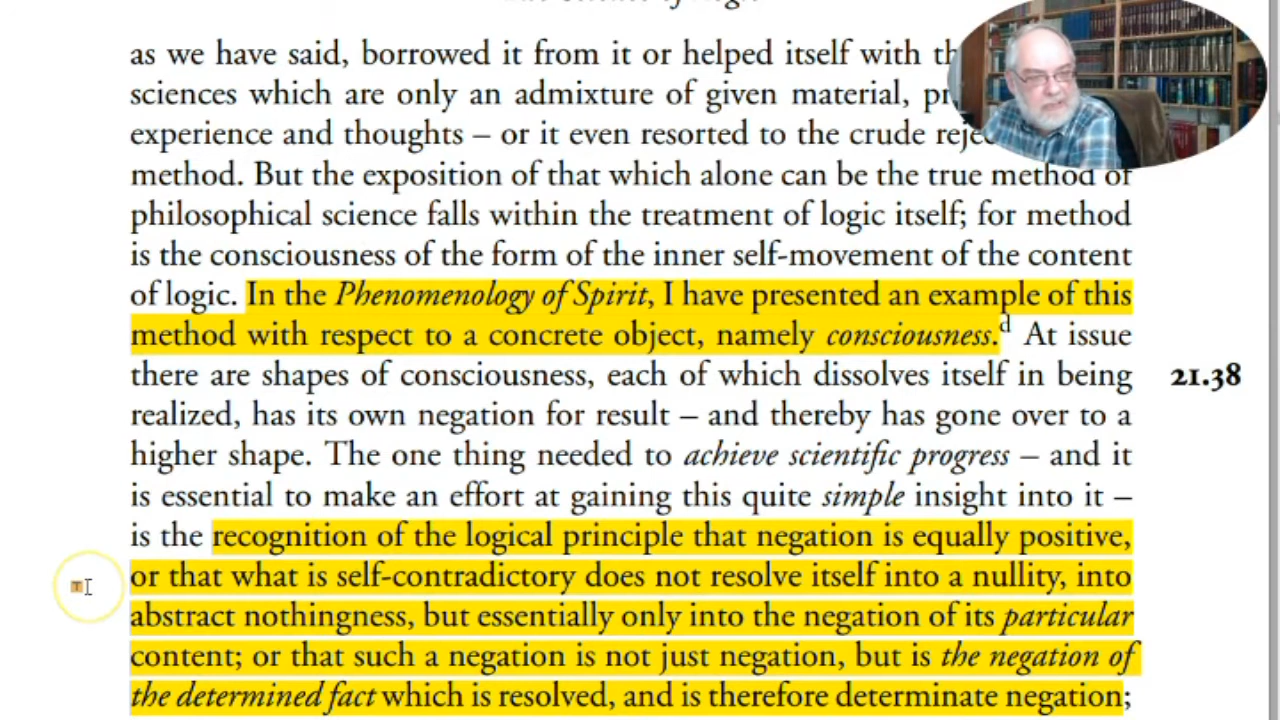 The Science of Logic
as we have said, borrowed it from it or helped itself with
sciences which are only an admixture of given material,
experience and thoughts – or it even resorted to the crude
method. But the exposition of that which alone can be the true method of
philosophical science falls within the treatment of logic itself; for method
is the consciousness of the form of the inner self-movement of the content
of logic. In the Phenomenology of Spirit, I have presented an example of this
method with respect to a concrete object, namely consciousness.d At issue
there are shapes of consciousness, each of which dissolves itself in being
21.38
realized, has its own negation for result – and thereby has gone over to a
higher shape. The one thing needed to achieve scientific progress – and it
is essential to make an effort at gaining this quite simple insight into it –
is the recognition of the logical principle that negation is equally positive,
or that what is self-contradictory does not resolve itself into a nullity, into
abstract nothingness, but essentially only into the negation of its particular
content; or that such a negation is not just negation, but is the negation of
the determined fact which is resolved, and is therefore determinate negation;